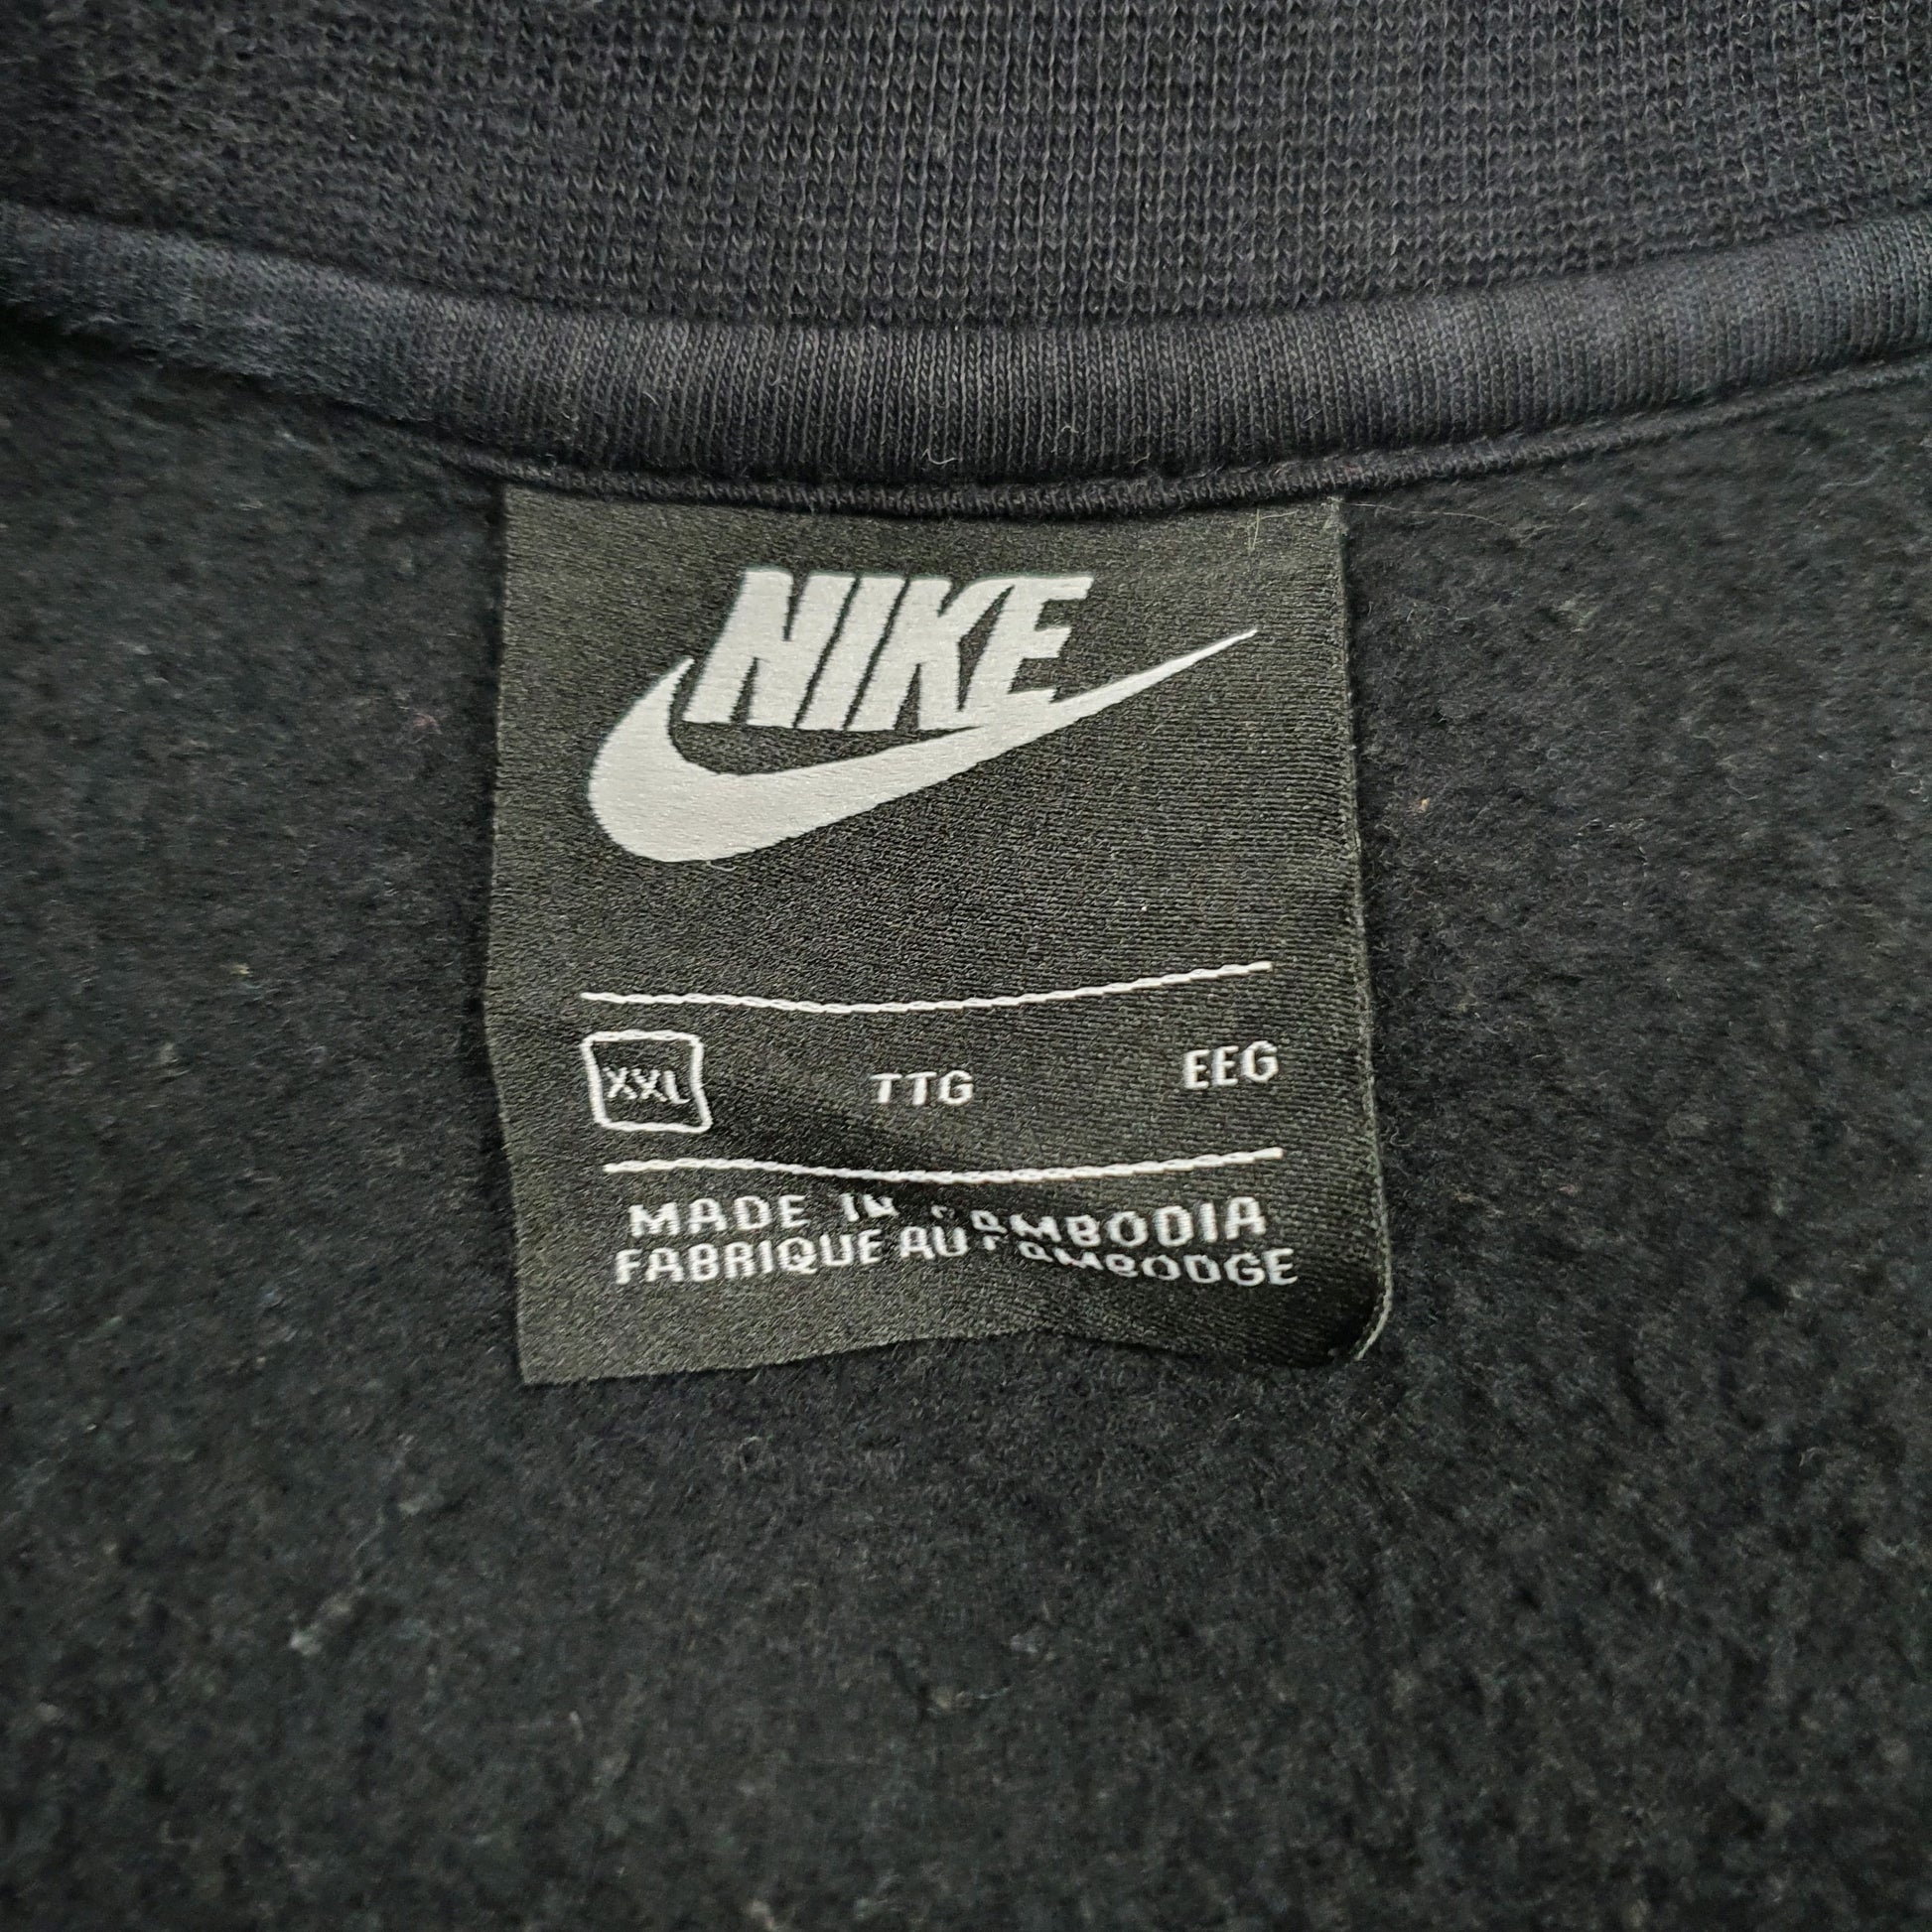 NIKE
XXL TTG EEG
MADE IN CAMBODIA
FABRIQUE AU CAMBODGE